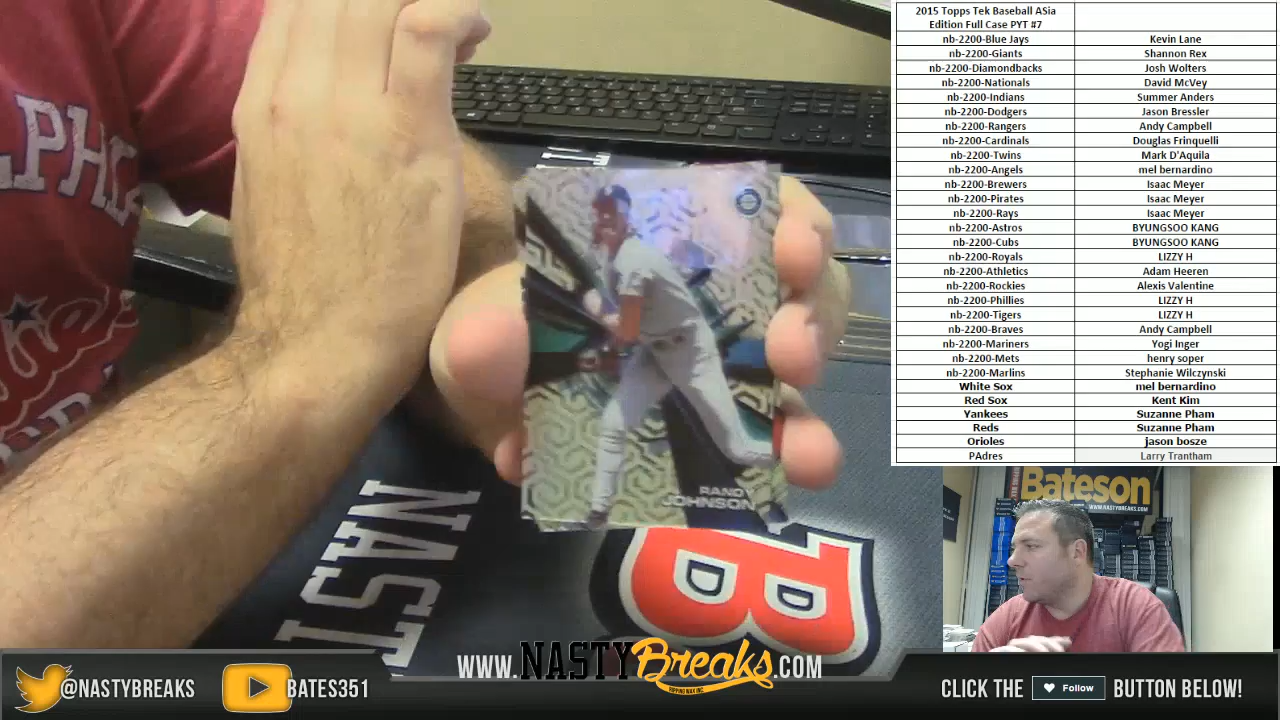 2015 Topps Tek Baseball ASia
Edition Full Case PYT #7
nb-2200-Blue Jays Kevin Lane
nb-2200-Giants Shannon Rex
nb-2200-Diamondbacks Josh Wolters
nb-2200-Nationals David McVey
nb-2200-Indians Summer Anders
nb-2200-Dodgers Jason Bressler
nb-2200-Rangers Andy Campbell
nb-2200-Cardinals Douglas Frinquelli
nb-2200-Twins Mark D'Aquila
nb-2200-Angels mel bernardino
nb-2200-Brewers Isaac Meyer
nb-2200-Pirates Isaac Meyer
nb-2200-Rays Isaac Meyer
nb-2200-Astros BYUNGSOO KANG
nb-2200-Cubs BYUNGSOO KANG
nb-2200-Royals LIZZY H
nb-2200-Athletics Adam Heeren
nb-2200-Rockies Alexis Valentine
nb-2200-Phillies LIZZY H
nb-2200-Tigers LIZZY H
nb-2200-Braves Andy Campbell
nb-2200-Mariners Yogi Inger
nb-2200-Mets henry soper
nb-2200-Marlins Stephanie Wilczynski
White Sox mel bernardino
Red Sox Kent Kim
Yankees Suzanne Pham
Reds Suzanne Pham
Orioles jason bosze
PAdres Larry Trantham
RANDY
JOHNSON
NAST
B
Bateson
WWW.NASTYBREAKS.COM
@NASTYBREAKS
BATES351
WWW.NASTYBreaks.COM
RIPPING WAX INC
CLICK THE Follow BUTTON BELOW!